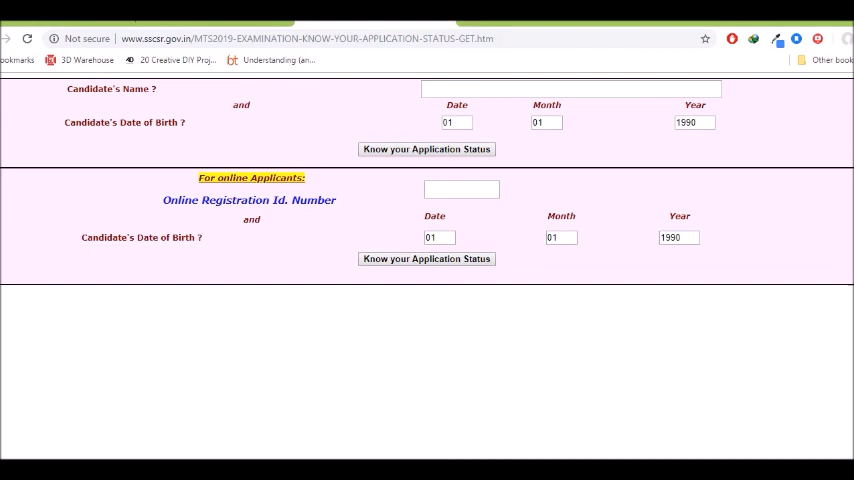 Not secure www.sscsr.gov.in/MTS2019-EXAMINATION-KNOW-YOUR-APPLICATION-STATUS-GET.htm
ookmarks 3D Warehouse 20 Creative DIY Proj... bt Understanding (an... Other book
Candidate's Name ?
and Date Month Year
Candidate's Date of Birth ? 01 01 1990
Know your Application Status
For online Applicants:
Online Registration Id. Number
and Date Month Year
Candidate's Date of Birth ? 01 01 1990
Know your Application Status